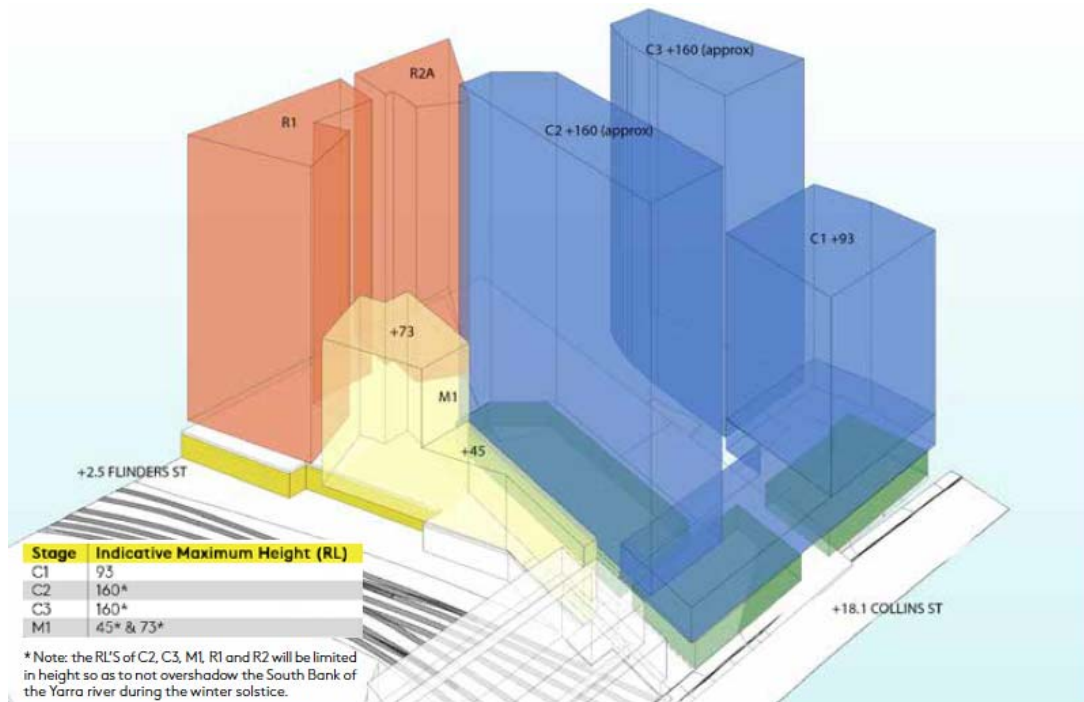 C3 +160 (approx)
R2A
R1
C2 +160 (approx)
C1 +93
+73
M1
+45
+2.5 FLINDERS ST
+18.1 COLLINS ST
Stage Indicative Maximum Height (RL)
C1 93
C2 160*
C3 160*
M1 45* & 73*
* Note: the RL'S of C2, C3, M1, R1 and R2 will be limited
in height so as to not overshadow the South Bank of
the Yarra river during the winter solstice.